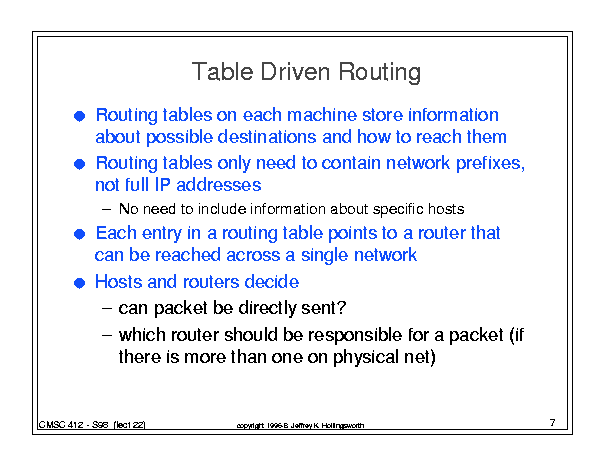 Table Driven Routing
● Routing tables on each machine store information
about possible destinations and how to reach them
● Routing tables only need to contain network prefixes,
not full IP addresses
– No need to include information about specific hosts
● Each entry in a routing table points to a router that
can be reached across a single network
● Hosts and routers decide
– can packet be directly sent?
– which router should be responsible for a packet (if
there is more than one on physical net)
CMSC 412 - S98 (lect 22)
copyright 1996-8 Jeffrey K. Hollingsworth
7